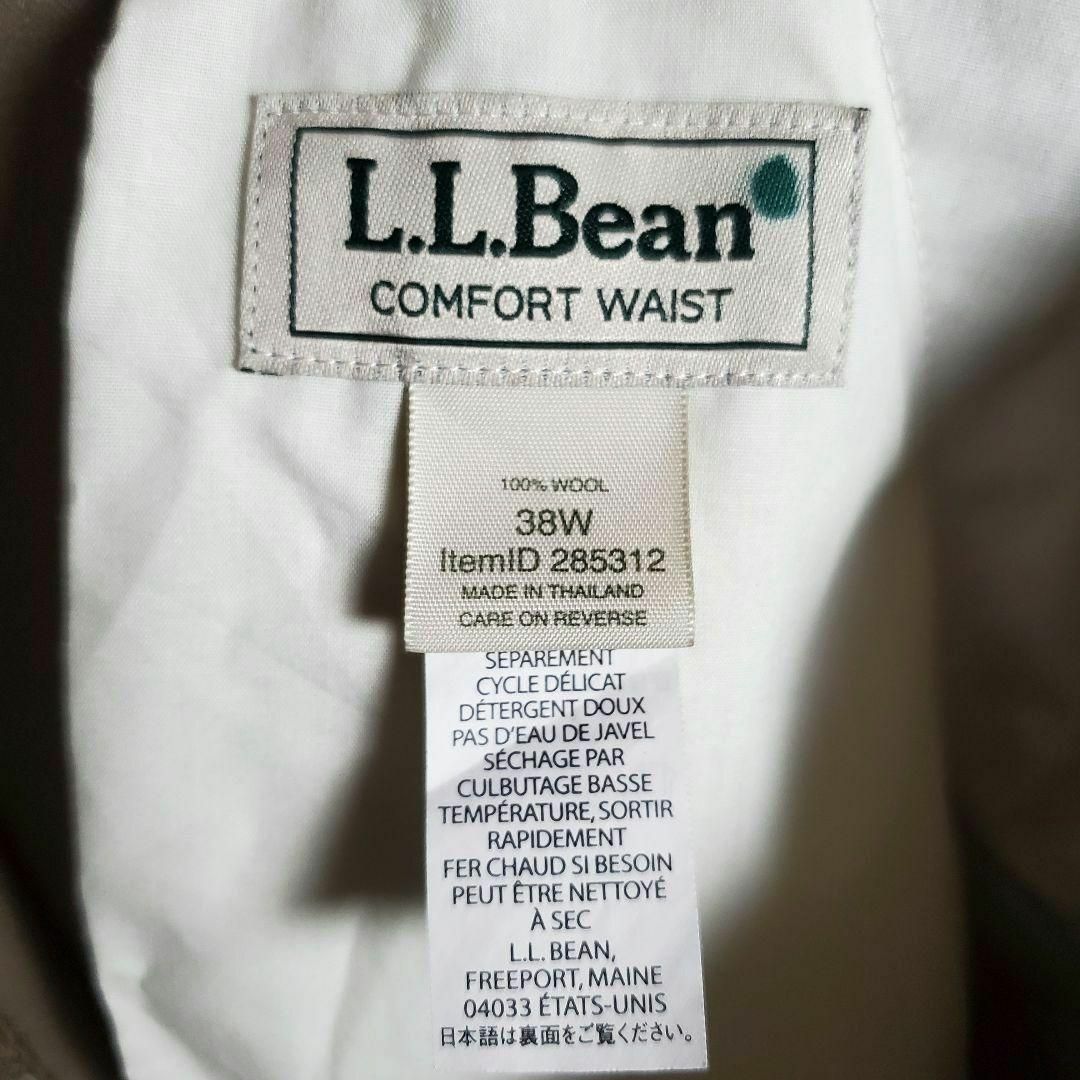 L.L.Bean
COMFORT WAIST
100% WOOL
38W
ItemID 285312
MADE IN THAILAND
CARE ON REVERSE
SEPAREMENT
CYCLE DÉLICAT
DÉTERGENT DOUX
PAS D'EAU DE JAVEL
SÉCHAGE PAR
CULBUTAGE BASSE
TEMPÉRATURE, SORTIR
RAPIDEMENT
FER CHAUD SI BESOIN
PEUT ÊTRE NETTOYÉ
À SEC
L.L. BEAN,
FREEPORT, MAINE
04033 ÉTATS-UNIS
日本語は裏面をご覧ください。